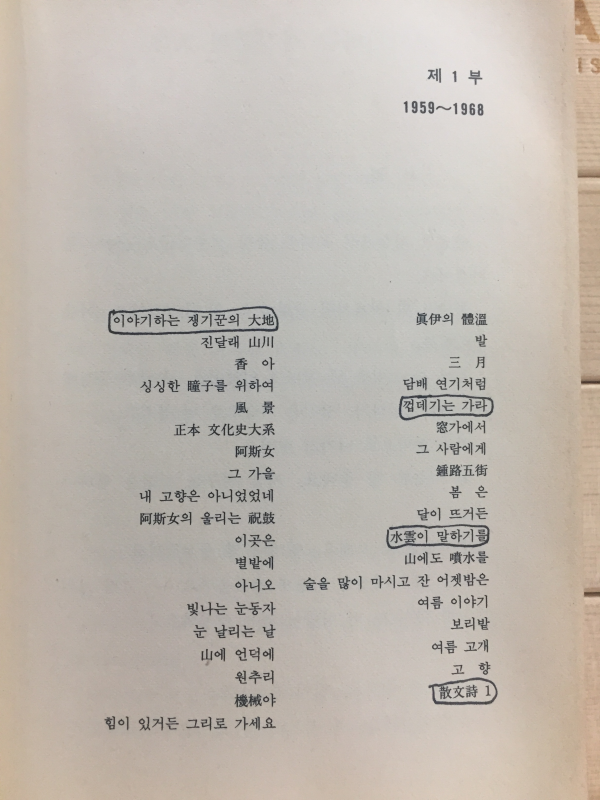 제 1 부
1959～1968
이야기하는 쟁기꾼의 大地
진달래 山川
香 아
싱싱한 瞳子를 위하여
風 景
正本 文化史大系
阿斯女
그 가을
내 고향은 아니었었네
阿斯女의 울리는 祝鼓
이곳은
별밭에
아니오
빛나는 눈동자
눈 날리는 날
山에 언덕에
원추리
機械야
힘이 있거든 그리로 가세요
眞伊의 體溫
발
三 月
담배 연기처럼
껍데기는 가라
窓가에서
그 사람에게
鍾路五街
봄 은
달이 뜨거든
水雲이 말하기를
山에도 噴水를
술을 많이 마시고 잔 어젯밤은
여름 이야기
보리밭
여름 고개
고 향
散文詩 1
A
IS